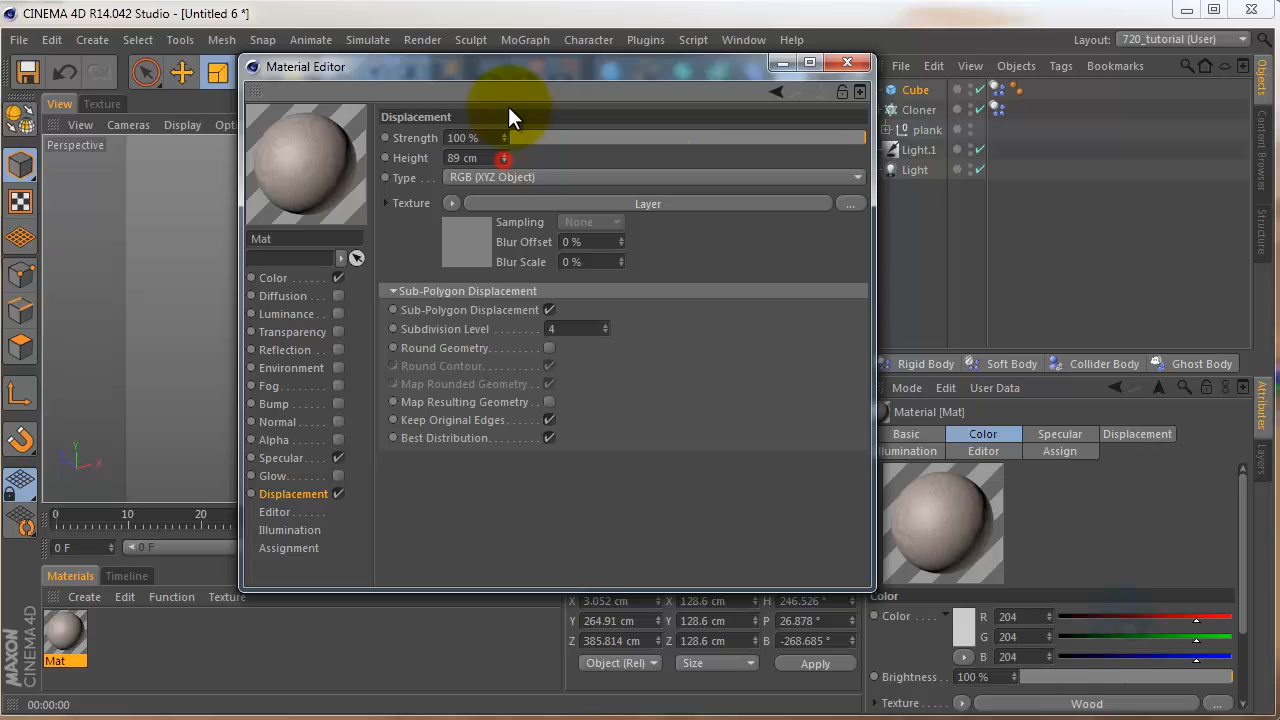 CINEMA 4D R14.042 Studio - [Untitled 6 *]
File Edit Create Select Tools Mesh Snap Animate Simulate Render Sculpt MoGraph Character Plugins Script Window Help Layout: 720_tutorial (User)
Material Editor
File View Objects Tags Bookmarks
View Texture
View Cameras Display Options
Perspective
Displacement
Strength 100 %
Height 89 cm
Type . . . RGB (XYZ Object)
Texture Layer ...
Sampling None
Blur Offset 0 %
Blur Scale 0 %
Sub-Polygon Displacement
Sub-Polygon Displacement
Subdivision Level . . . . . . . . 4
Round Geometry. . . . . . . . .
Round Contour. . . . . . . . . .
Map Rounded Geometry . .
Map Resulting Geometry . .
Keep Original Edges . . . . . .
Best Distribution. . . . . . . . .
Mat
Color . . . . . .
Diffusion . . .
Luminance . . .
Transparency
Reflection . . .
Environment
Fog. . . . . . . .
Bump . . . . . .
Normal . . . . .
Alpha . . . . . .
Specular. . . .
Glow. . . . . . .
Displacement
Editor . . . . . .
Illumination
Assignment
Cube
Cloner
plank
Light.1
Light
Objects
Structure
Rigid Body Soft Body Collider Body Ghost Body
Mode Edit User Data
Material [Mat]
Basic Color Specular Displacement
lumination Editor Assign
Attributes
Layers
Color
Color . . . . R 204
G 204
B 204
Brightness . . 100 %
Texture. . . . Wood ...
Y
Z X
0 10 20
0 F 0 F
Materials Timeline
Create Edit Function Texture
Mat
X 3.052 cm X 128.6 cm H 246.526 °
Y 264.91 cm Y 128.6 cm P 26.878 °
Z 385.814 cm Z 128.6 cm B -268.685 °
Object (Rel) Size Apply
MAXON
CINEMA 4D
00:00:00